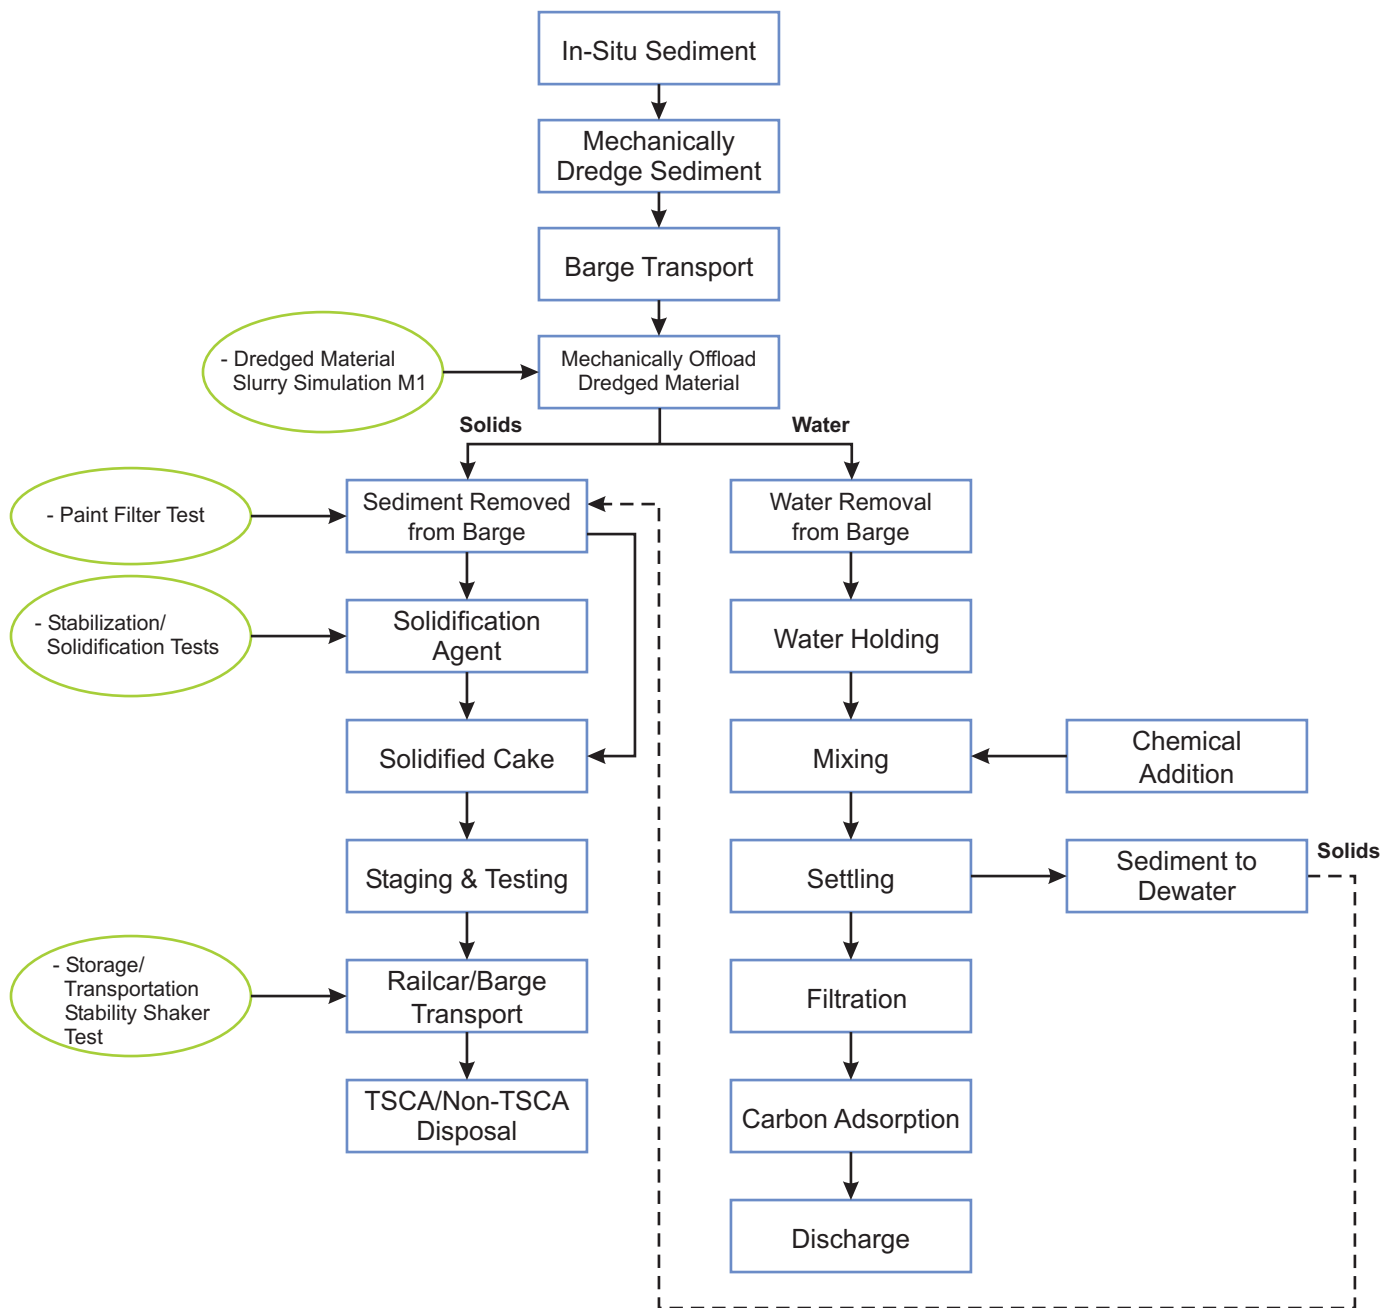 In-Situ Sediment
Mechanically
Dredge Sediment
Barge Transport
- Dredged Material
Slurry Simulation M1
Mechanically Offload
Dredged Material
Solids
Water
- Paint Filter Test
Sediment Removed
from Barge
Water Removal
from Barge
- Stabilization/
Solidification Tests
Solidification
Agent
Water Holding
Solidified Cake
Mixing
Chemical
Addition
Staging & Testing
Settling
Sediment to
Dewater
Solids
- Storage/
Transportation
Stability Shaker
Test
Railcar/Barge
Transport
Filtration
TSCA/Non-TSCA
Disposal
Carbon Adsorption
Discharge